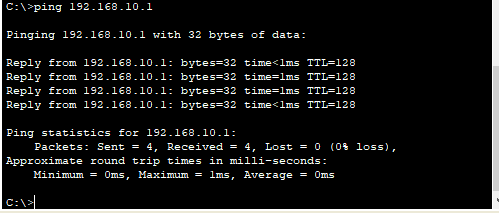 C:\>ping 192.168.10.1
Pinging 192.168.10.1 with 32 bytes of data:
Reply from 192.168.10.1: bytes=32 time<1ms TTL=128
Reply from 192.168.10.1: bytes=32 time=1ms TTL=128
Reply from 192.168.10.1: bytes=32 time<1ms TTL=128
Reply from 192.168.10.1: bytes=32 time<1ms TTL=128
Ping statistics for 192.168.10.1:
Packets: Sent = 4, Received = 4, Lost = 0 (0% loss),
Approximate round trip times in milli-seconds:
Minimum = 0ms, Maximum = 1ms, Average = 0ms
C:\>